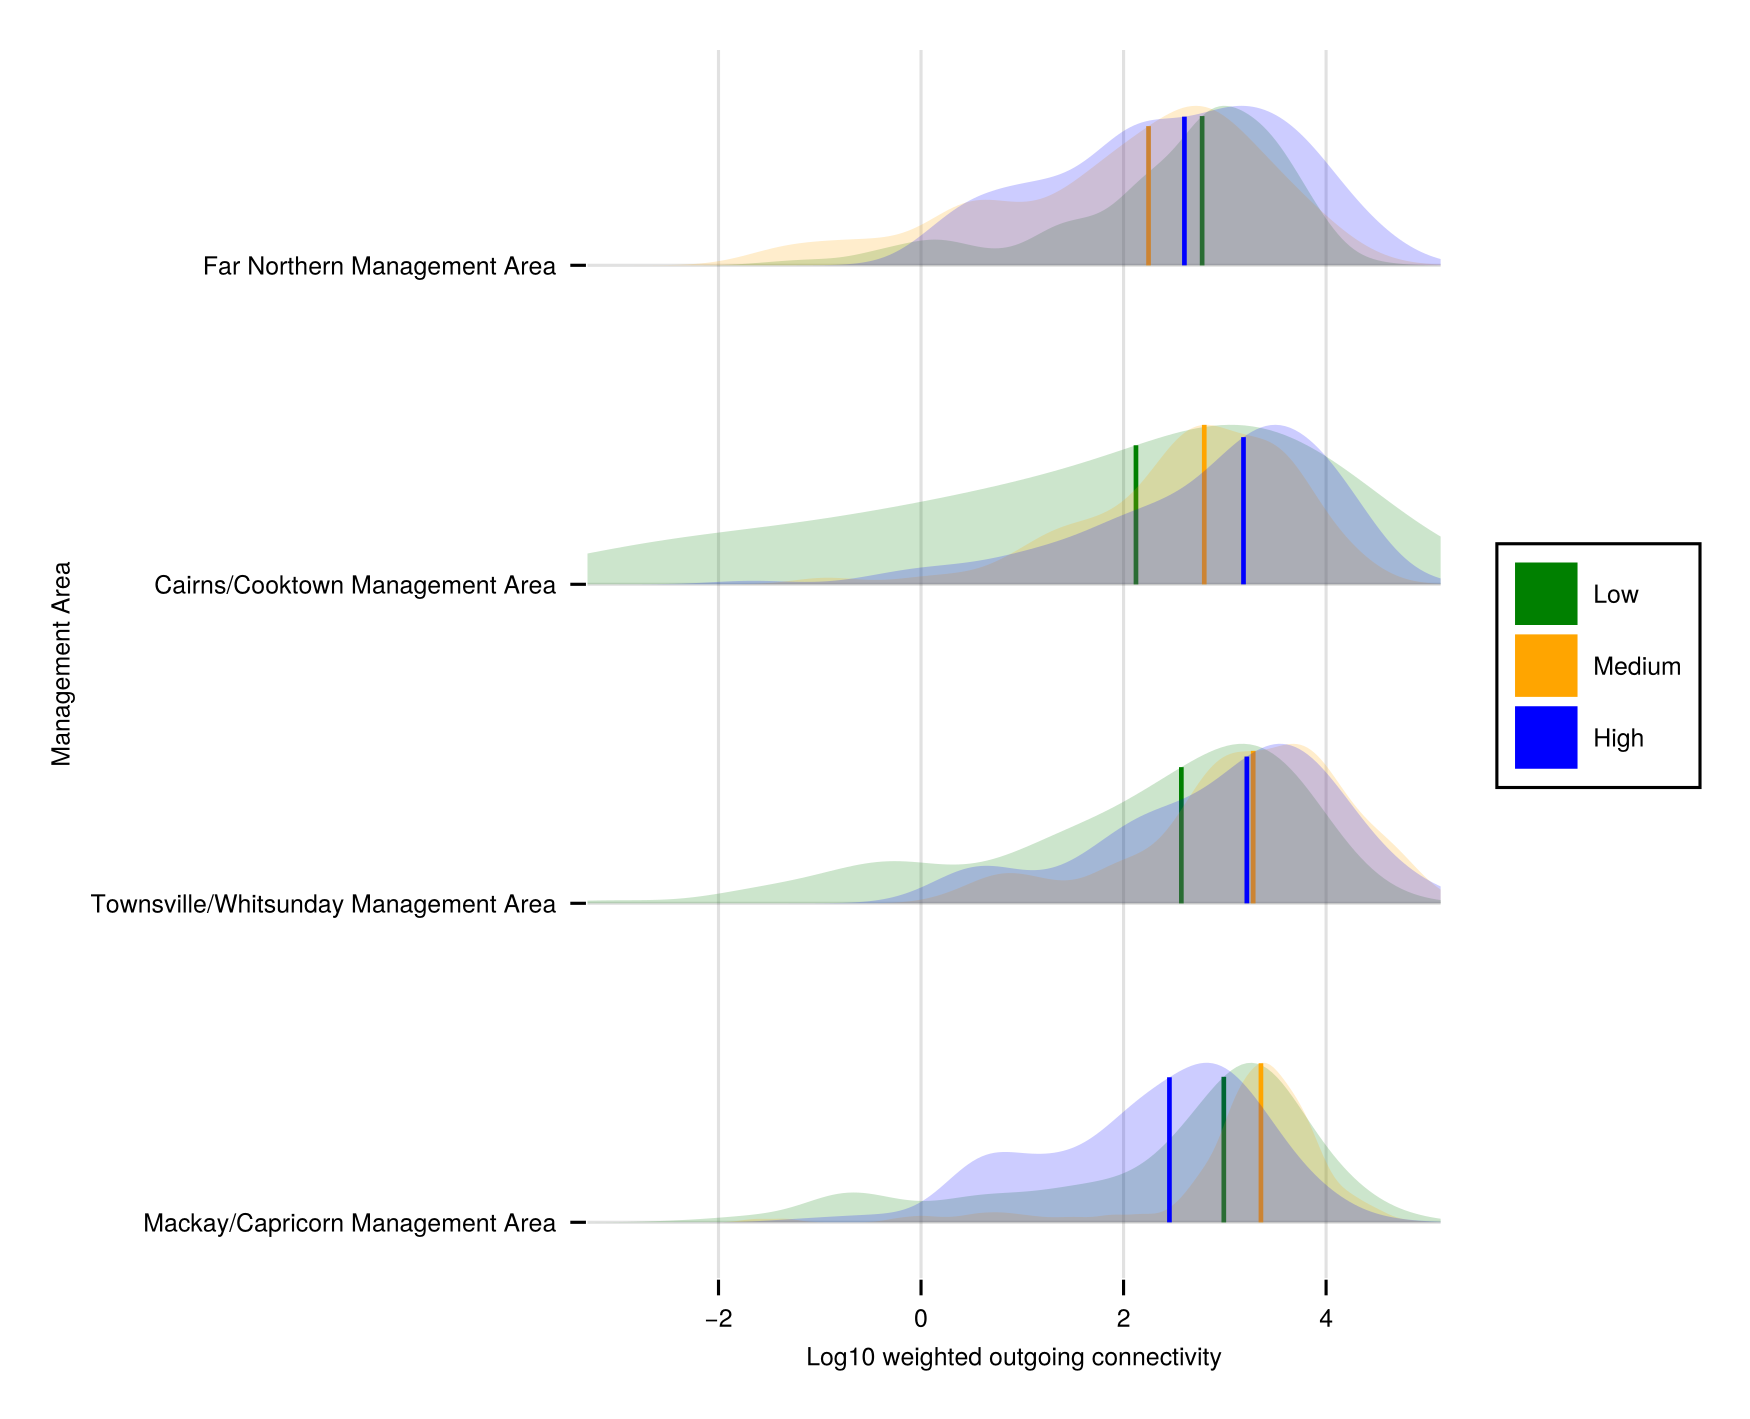 Far Northern Management Area
Cairns/Cooktown Management Area
Townsville/Whitsunday Management Area
Mackay/Capricorn Management Area
Management Area
−2 0 2 4
Log10 weighted outgoing connectivity
Low
Medium
High